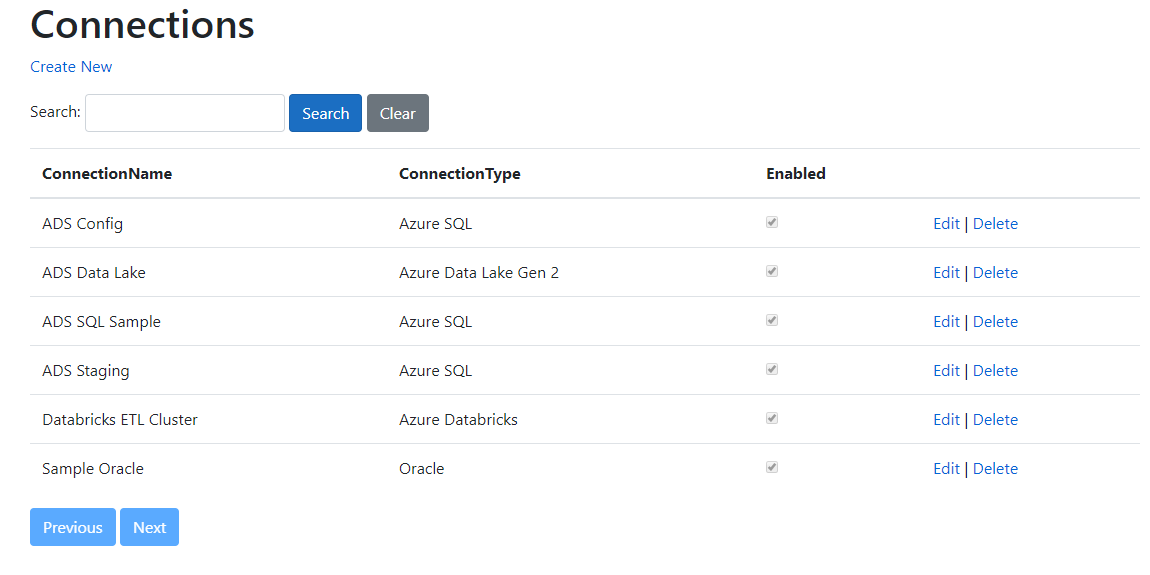 Connections
Create New
Search: Search Clear
ConnectionName ConnectionType Enabled
ADS Config Azure SQL Edit | Delete
ADS Data Lake Azure Data Lake Gen 2 Edit | Delete
ADS SQL Sample Azure SQL Edit | Delete
ADS Staging Azure SQL Edit | Delete
Databricks ETL Cluster Azure Databricks Edit | Delete
Sample Oracle Oracle Edit | Delete
Previous Next